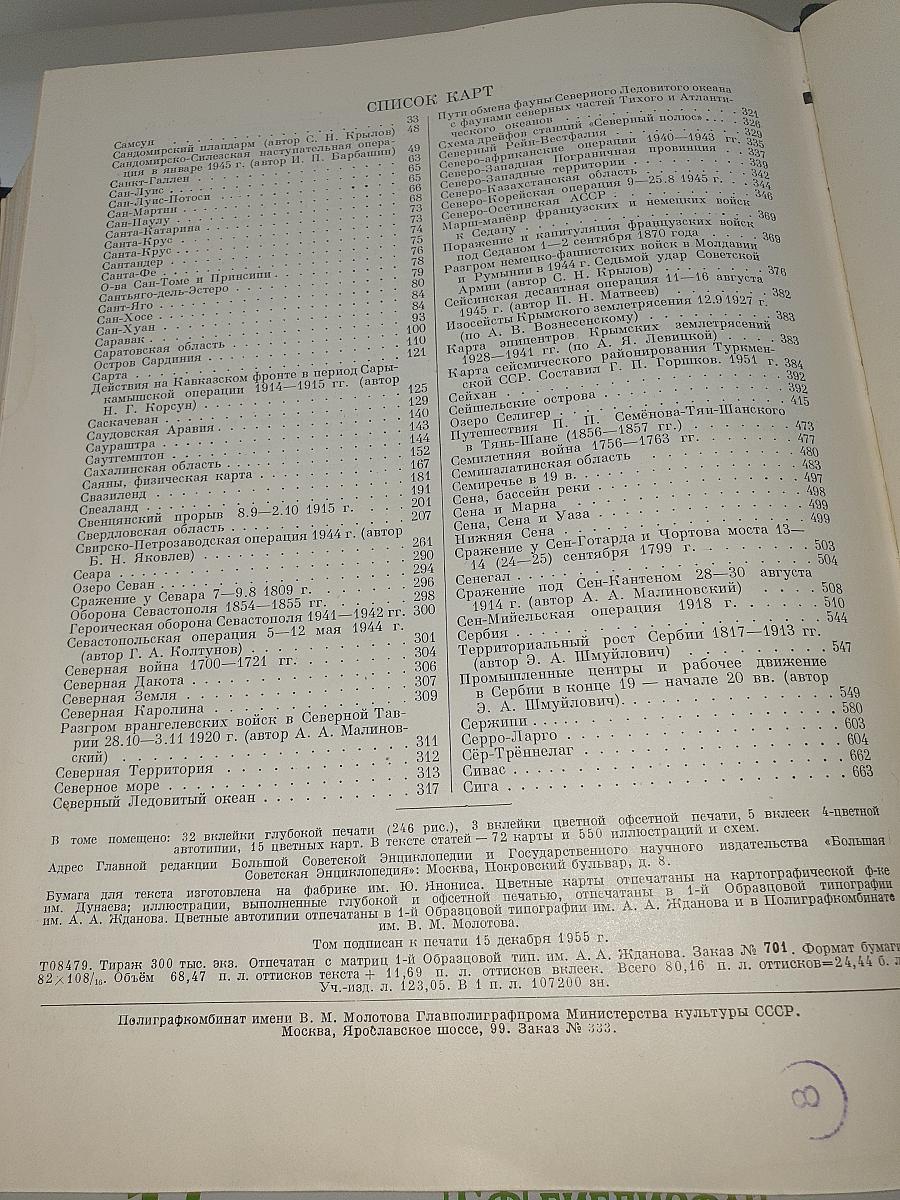 СПИСОК КАРТ
Самсун . . . 33
Сандомирский плацдарм (автор С. Н. Крылов) 48
Сандомирско-Силезская наступательная опера-
ция в январе 1945 г. (автор И. П. Барбашин) 49
Санкт-Галлен . . . 63
Сан-Луис . . . 65
Сан-Луис-Потоси . . . 65
Сан-Мартин . . . 66
Сан-Паулу . . . 68
Санта-Катарина . . . 73
Санта-Крус . . . 73
Санта-Крус . . . 74
Сантандер . . . 75
Санта-Фе . . . 76
О-ва Сан-Томе и Принсипи . . . 78
Сантьяго-дель-Эстеро . . . 79
Сант-Яго . . . 80
Сан-Хосе . . . 84
Сан-Хуан . . . 84
Саравак . . . 93
Саратовская область . . . 100
Остров Сардиния . . . 110
Сарта . . . 121
Действия на Кавказском фронте в период Сары-
камышской операции 1914—1915 гг. (автор
Н. Г. Корсун) . . . 125
Саскачеван . . . 129
Саудовская Аравия . . . 140
Саураштра . . . 143
Саутгемптон . . . 144
Сахалинская область . . . 152
Саяны, физическая карта . . . 167
Свазиленд . . . 181
Свеаланд . . . 191
Свенцянский прорыв 8.9—2.10 1915 г. . . . 201
Свердловская область . . . 207
Свирско-Петрозаводская операция 1944 г. (автор
Б. Н. Яковлев) . . . 261
Сеара . . . 290
Озеро Севан . . . 294
Сражение у Севара 7—9.8 1809 г. . . . 296
Оборона Севастополя 1854—1855 гг. . . . 298
Героическая оборона Севастополя 1941—1942 гг. 300
Севастопольская операция 5—12 мая 1944 г.
(автор Г. А. Колтунов) . . . 301
Северная война 1700—1721 гг. . . . 304
Северная Дакота . . . 306
Северная Земля . . . 307
Северная Каролина . . . 309
Разгром врангелевских войск в Северной Тав-
рии 28.10—3.11 1920 г. (автор А. А. Малинов-
ский) . . . 311
Северная Территория . . . 312
Северное море . . . 313
Северный Ледовитый океан . . . 317
Пути обмена фауны Северного Ледовитого океана
с фаунами северных частей Тихого и Атланти-
ческого океанов . . . 321
Схема дрейфов станций «Северный полюс» . . . 326
Северный Рейн-Вестфалия . . . 329
Северо-африканские операции 1940—1943 гг. 335
Северо-Западная Пограничная провинция . . 337
Северо-Западные территории . . . 339
Северо-Казахстанская область . . . 342
Северо-Корейская операция 9—25.8 1945 г. . . . 344
Северо-Осетинская АССР . . . 346
Марш-манёвр французских и немецких войск
к Седану . . . 369
Поражение и капитуляция французских войск
под Седаном 1—2 сентября 1870 года . . . 369
Разгром немецко-фашистских войск в Молдавии
и Румынии в 1944 г. Седьмой удар Советской
Армии (автор С. Н. Крылов) . . . 376
Сейсинская десантная операция 11—16 августа
1945 г. (автор П. Н. Матвеев) . . . 382
Изосейсты Крымского землетрясения 12.9 1927 г.
(по А. В. Вознесенскому) . . . 383
Карта эпицентров Крымских землетрясений
1928—1941 гг. (по А. Я. Левицкой) . . . 383
Карта сейсмического районирования Туркмен-
ской ССР. Составил Г. П. Горшков. 1951 г. 384
Сейхан . . . 392
Сейшельские острова . . . 392
Озеро Селигер . . . 415
Путешествия П. П. Семёнова-Тян-Шанского
в Тянь-Шане (1856—1857 гг.) . . . 473
Семилетняя война 1756—1763 гг. . . . 477
Семипалатинская область . . . 480
Семиречье в 19 в. . . . 483
Сена, бассейн реки . . . 497
Сена и Марна . . . 498
Сена, Сена и Уаза . . . 499
Нижняя Сена . . . 499
Сражение у Сен-Готарда и Чортова моста 13—
14 (24—25) сентября 1799 г. . . . 503
Сенегал . . . 504
Сражение под Сен-Кантеном 28—30 августа
1914 г. (автор А. А. Малиновский) . . . 508
Сен-Мийельская операция 1918 г. . . . 510
Сербия . . . 544
Территориальный рост Сербии 1817—1913 гг.
(автор Э. А. Шмуйлович) . . . 547
Промышленные центры и рабочее движение
в Сербии в конце 19 — начале 20 вв. (автор
Э. А. Шмуйлович) . . . 549
Сержипи . . . 580
Серро-Ларго . . . 603
Сёр-Трённелаг . . . 604
Сивас . . . 662
Сига . . . 663
В томе помещено: 32 вклейки глубокой печати (246 рис.), 3 вклейки цветной офсетной печати, 5 вклеек 4-цветной
автотипии, 15 цветных карт. В тексте статей — 72 карты и 550 иллюстраций и схем.
Адрес Главной редакции Большой Советской Энциклопедии и Государственного научного издательства «Большая
Советская Энциклопедия»: Москва, Покровский бульвар, д. 8.
Бумага для текста изготовлена на фабрике им. Ю. Янониса. Цветные карты отпечатаны на картографической ф-ке
им. Дунаева; иллюстрации, выполненные глубокой и офсетной печатью, отпечатаны в 1-й Образцовой типографии
им. А. А. Жданова. Цветные автотипии отпечатаны в 1-й Образцовой типографии им. А. А. Жданова и в Полиграфкомбинате
им. В. М. Молотова.
Том подписан к печати 15 декабря 1955 г.
Т08479. Тираж 300 тыс. экз. Отпечатан с матриц 1-й Образцовой тип. им. А. А. Жданова. Заказ № 701. Формат бумаги
82×108/₁₆. Объём 68,47 п. л. оттисков текста + 11,69 п. л. оттисков вклеек. Всего 80,16 п. л. оттисков=24,44 б. л.
Уч.-изд. л. 123,05. В 1 п. л. 107200 зн.
Полиграфкомбинат имени В. М. Молотова Главполиграфпрома Министерства культуры СССР.
Москва, Ярославское шоссе, 99. Заказ № 333.
8